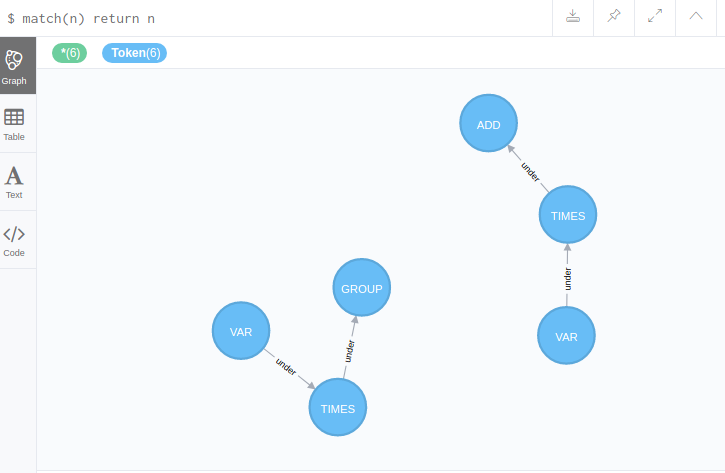 $ match(n) return n
*(6) Token(6)
Graph
Table
Text
Code
ADD
under
TIMES
under
VAR
GROUP
under
VAR
under
TIMES